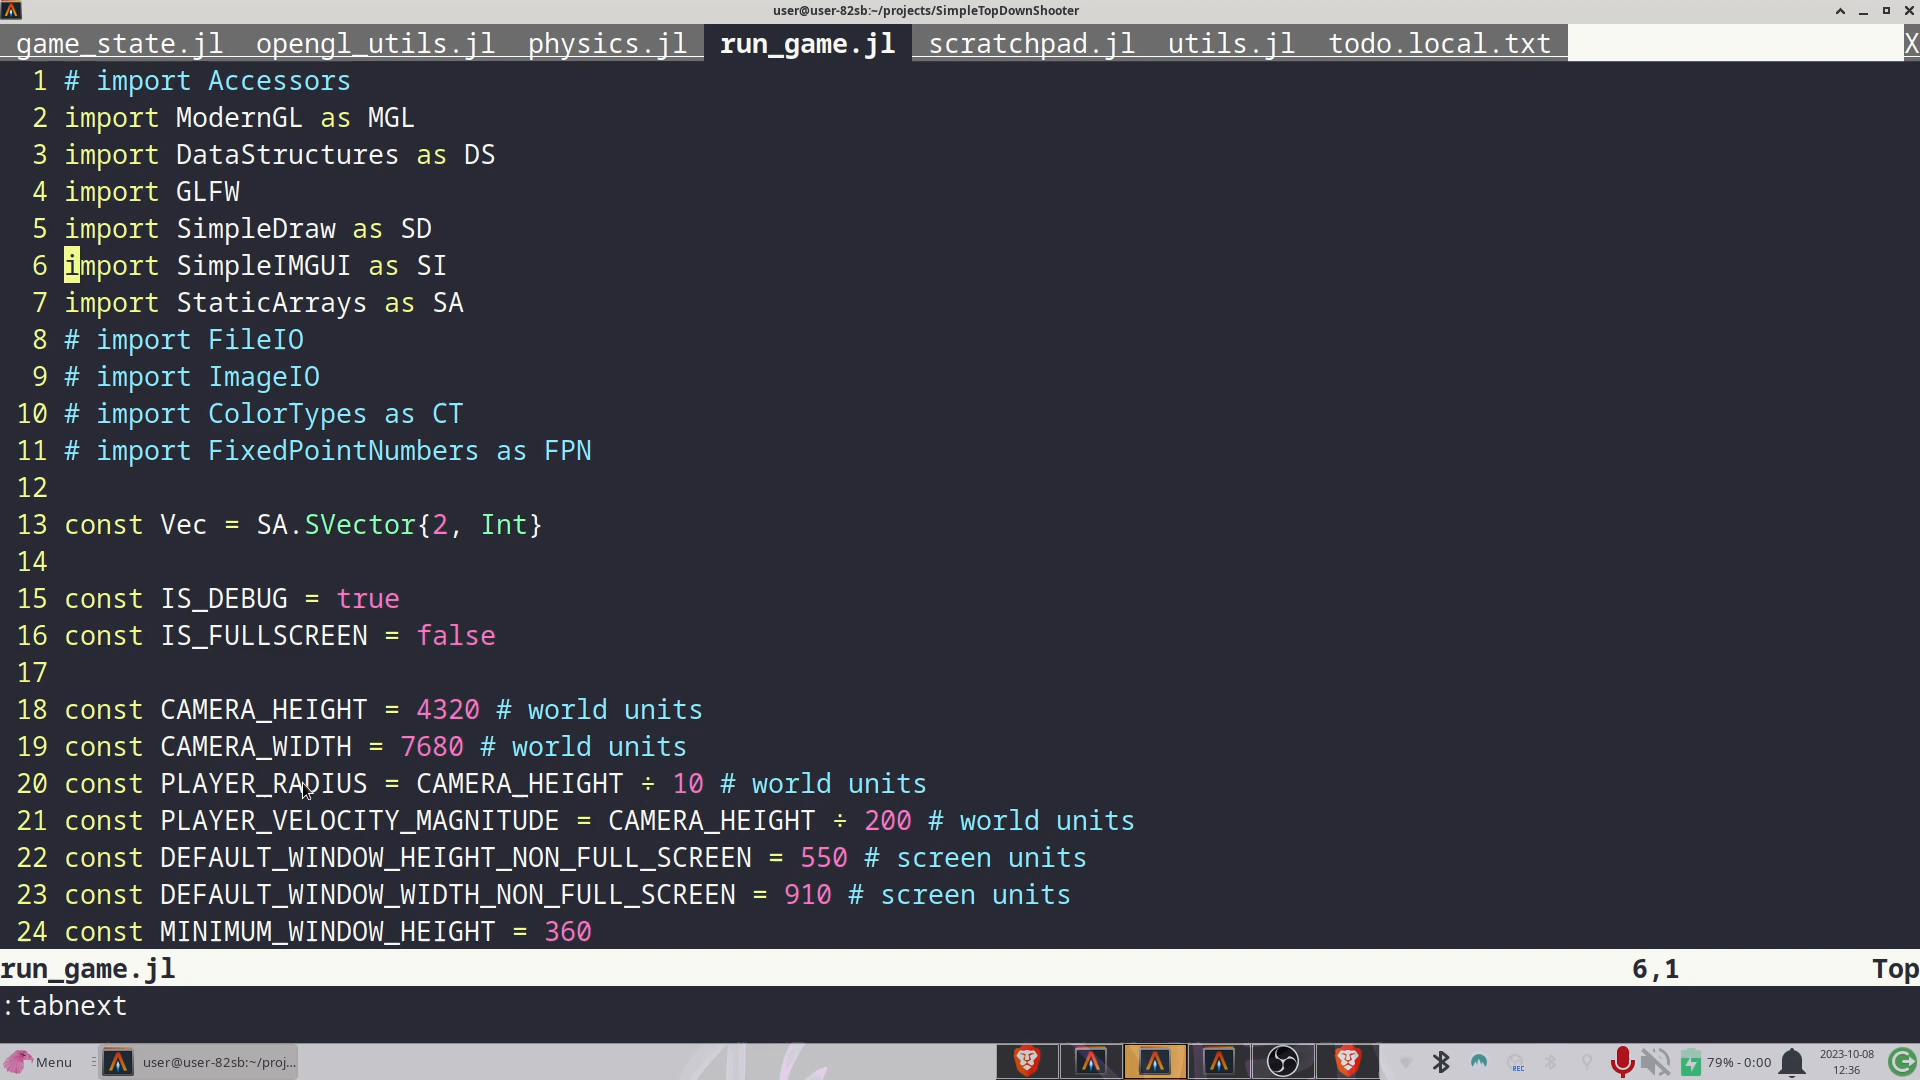 user@user-82sb:~/projects/SimpleTopDownShooter
game_state.jl opengl_utils.jl physics.jl run_game.jl scratchpad.jl utils.jl todo.local.txt X
1 # import Accessors
2 import ModernGL as MGL
3 import DataStructures as DS
4 import GLFW
5 import SimpleDraw as SD
6 import SimpleIMGUI as SI
7 import StaticArrays as SA
8 # import FileIO
9 # import ImageIO
10 # import ColorTypes as CT
11 # import FixedPointNumbers as FPN
12
13 const Vec = SA.SVector{2, Int}
14
15 const IS_DEBUG = true
16 const IS_FULLSCREEN = false
17
18 const CAMERA_HEIGHT = 4320 # world units
19 const CAMERA_WIDTH = 7680 # world units
20 const PLAYER_RADIUS = CAMERA_HEIGHT ÷ 10 # world units
21 const PLAYER_VELOCITY_MAGNITUDE = CAMERA_HEIGHT ÷ 200 # world units
22 const DEFAULT_WINDOW_HEIGHT_NON_FULL_SCREEN = 550 # screen units
23 const DEFAULT_WINDOW_WIDTH_NON_FULL_SCREEN = 910 # screen units
24 const MINIMUM_WINDOW_HEIGHT = 360
run_game.jl 6,1 Top
:tabnext
Menu user@user-82sb:~/proj... REC 79% - 0:00 2023-10-08
12:36